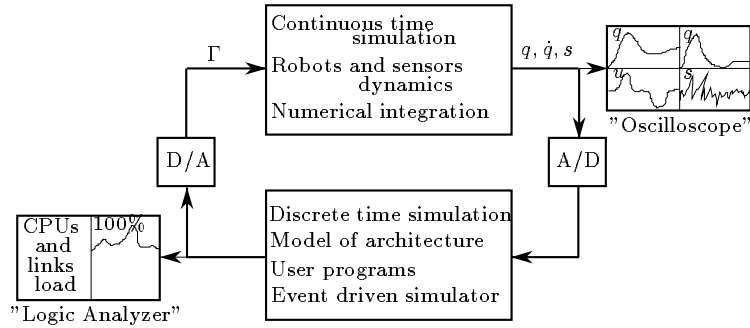 Continuous time
simulation
Robots and sensors
dynamics
Numerical integration
Γ
q, q̇, s
q
q
u
s
"Oscilloscope"
D/A
A/D
Discrete time simulation
Model of architecture
User programs
Event driven simulator
CPUs
and
links
load
100%
"Logic Analyzer"